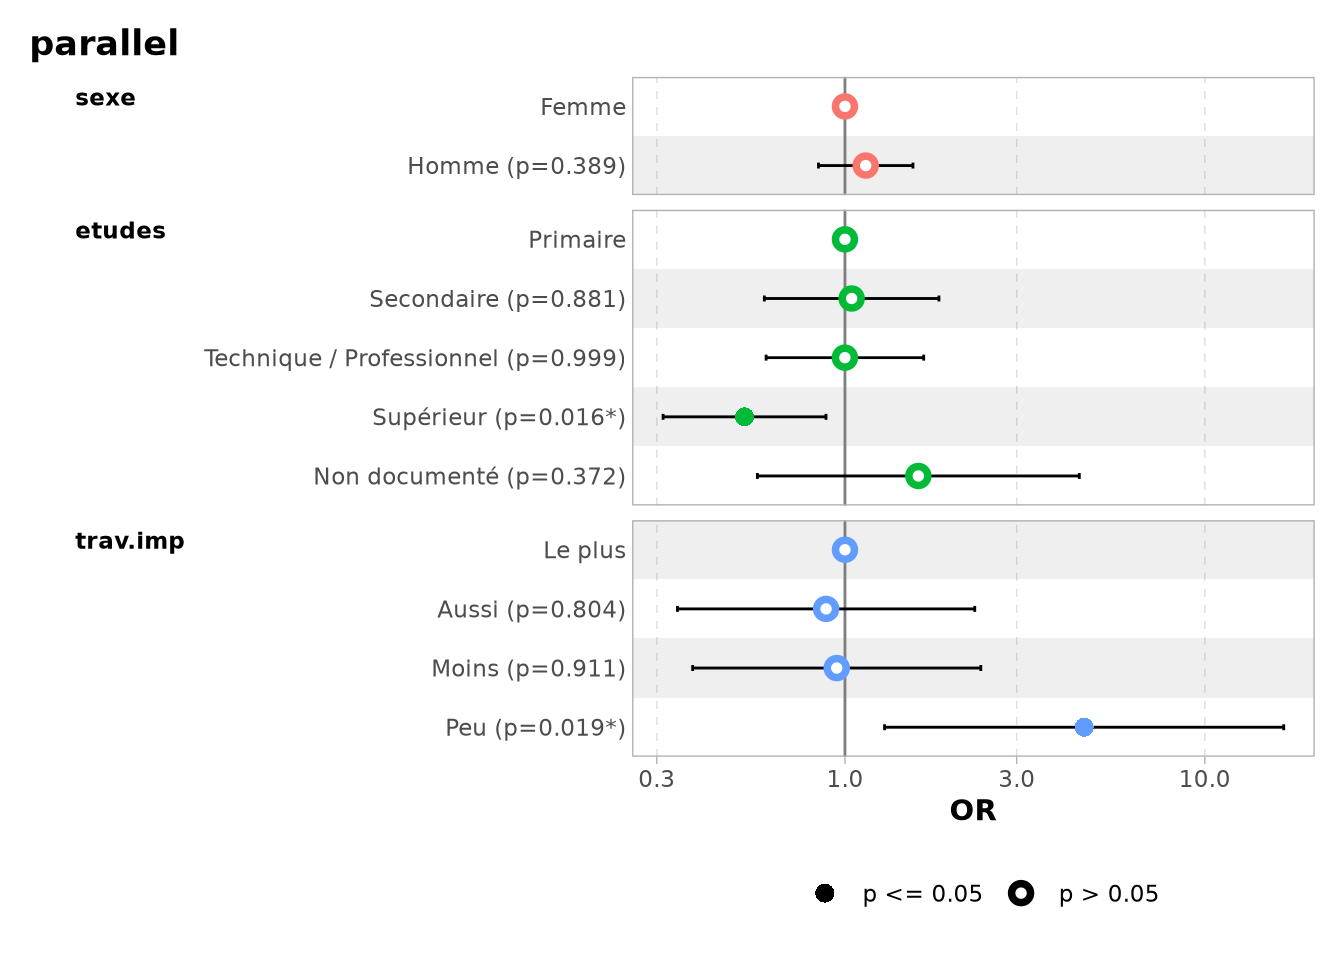 parallel
sexe
Femme
Homme (p=0.389)
etudes
Primaire
Secondaire (p=0.881)
Technique / Professionnel (p=0.999)
Supérieur (p=0.016*)
Non documenté (p=0.372)
trav.imp
Le plus
Aussi (p=0.804)
Moins (p=0.911)
Peu (p=0.019*)
0.3 1.0 3.0 10.0
OR
p <= 0.05 p > 0.05